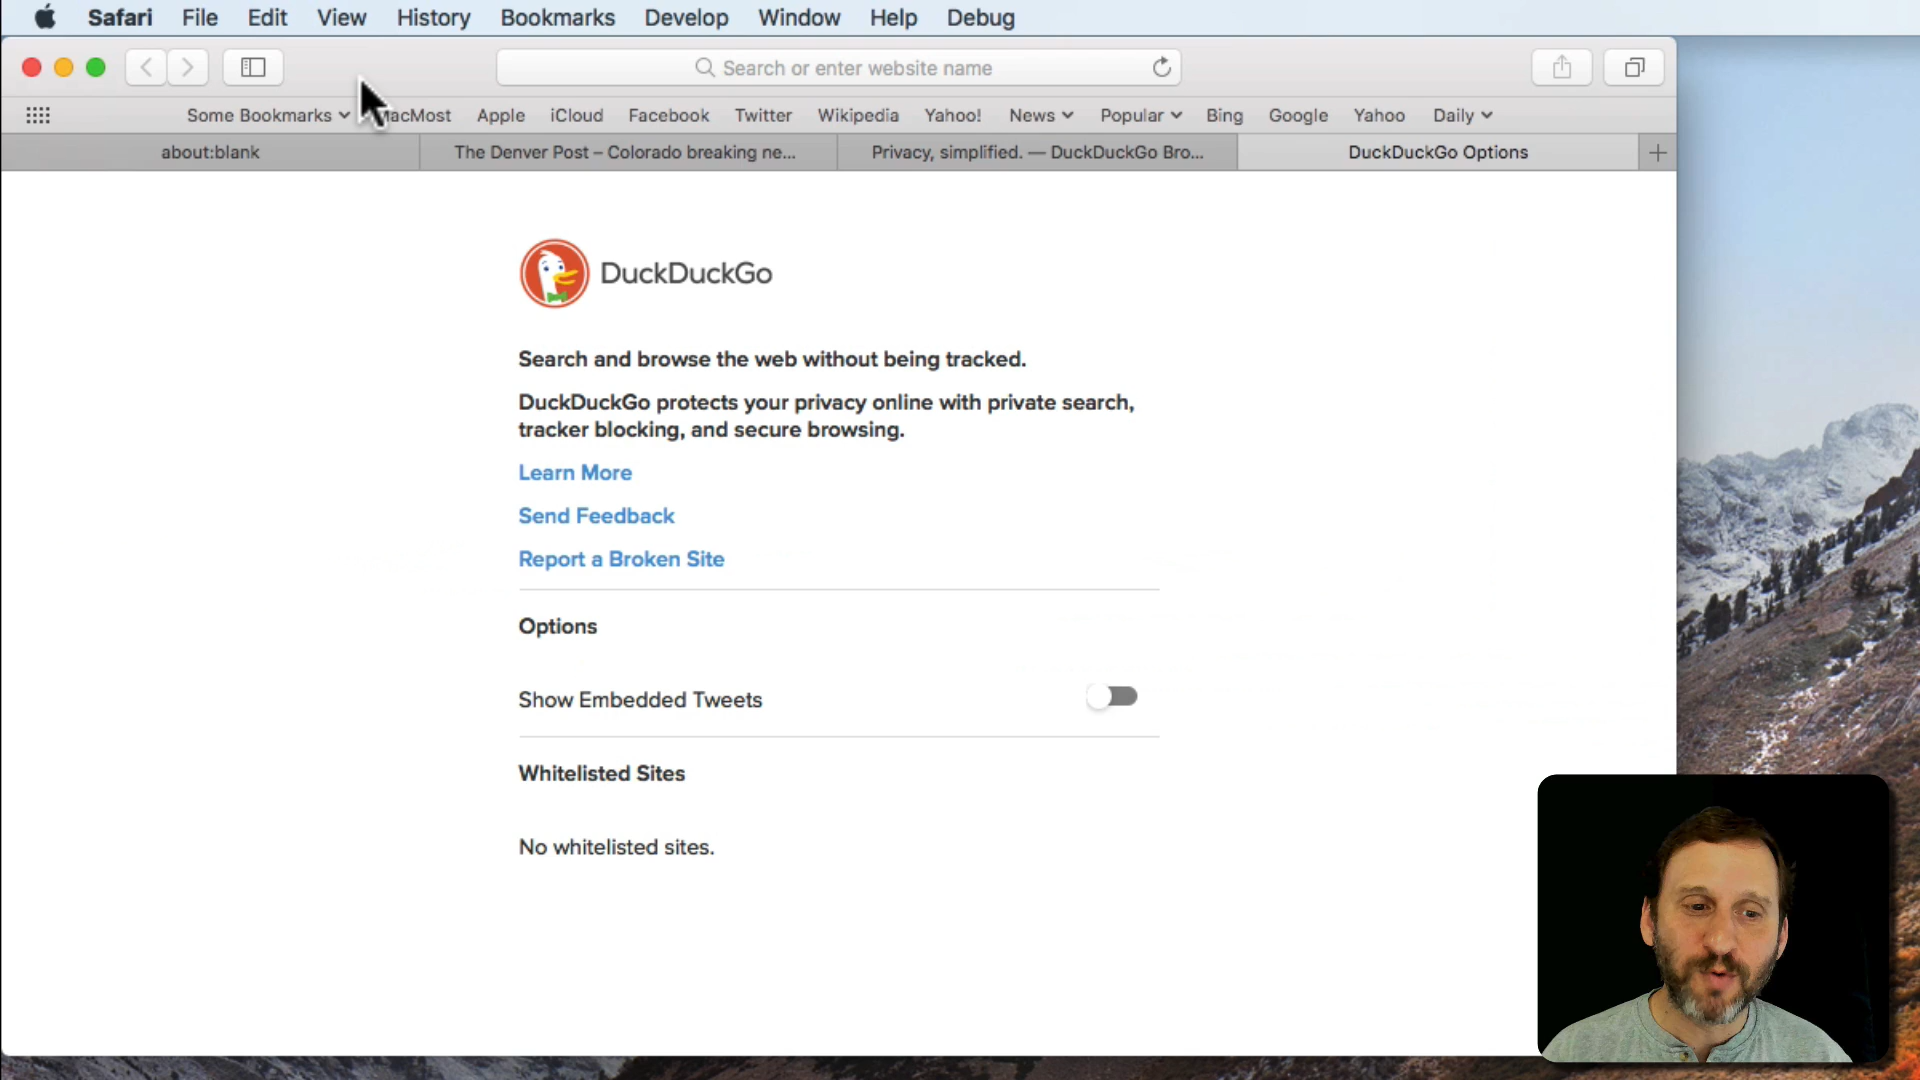 Safari File Edit View History Bookmarks Develop Window Help Debug
Search or enter website name
Some Bookmarks MacMost Apple iCloud Facebook Twitter Wikipedia Yahoo! News Popular Bing Google Yahoo Daily
about:blank The Denver Post – Colorado breaking ne... Privacy, simplified. — DuckDuckGo Bro... DuckDuckGo Options
DuckDuckGo
Search and browse the web without being tracked.
DuckDuckGo protects your privacy online with private search,
tracker blocking, and secure browsing.
Learn More
Send Feedback
Report a Broken Site
Options
Show Embedded Tweets
Whitelisted Sites
No whitelisted sites.